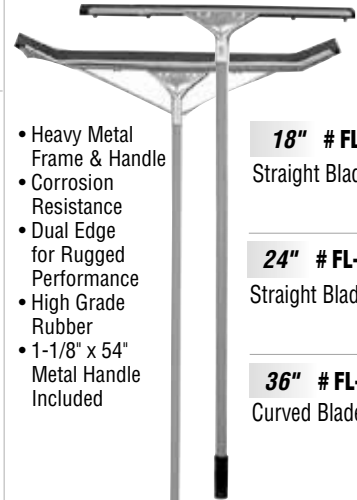 • Heavy Metal
Frame & Handle
• Corrosion
Resistance
• Dual Edge
for Rugged
Performance
• High Grade
Rubber
• 1-1/8" x 54"
Metal Handle
Included
18" # FL
Straight Blad
24" # FL-
Straight Blad
36" # FL-
Curved Blade